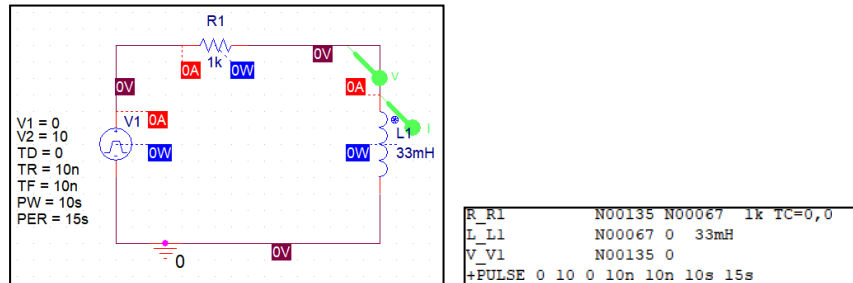 R1
1k
0A
0W
0V
V
0V
0A
I
V1
0A
0W
V1 = 0
V2 = 10
TD = 0
TR = 10n
TF = 10n
PW = 10s
PER = 15s
L1
0W
33mH
0V
0
R_R1 N00135 N00067 1k TC=0,0
L_L1 N00067 0 33mH
V_V1 N00135 0
+PULSE 0 10 0 10n 10n 10s 15s